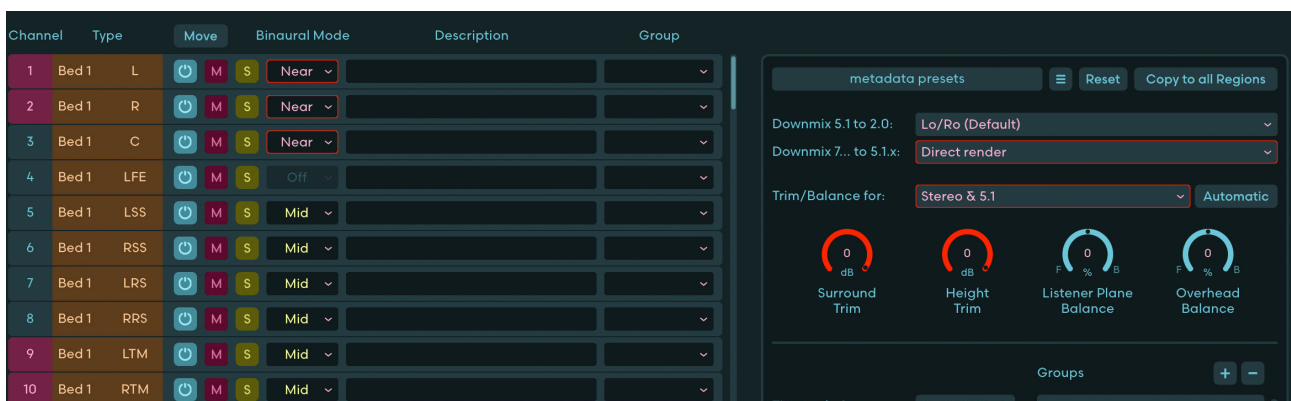 Channel Type Move Binaural Mode Description Group
1 Bed 1 L M S Near
2 Bed 1 R M S Near
3 Bed 1 C M S Near
4 Bed 1 LFE M S Off
5 Bed 1 LSS M S Mid
6 Bed 1 RSS M S Mid
7 Bed 1 LRS M S Mid
8 Bed 1 RRS M S Mid
9 Bed 1 LTM M S Mid
10 Bed 1 RTM M S Mid
metadata presets Reset Copy to all Regions
Downmix 5.1 to 2.0: Lo/Ro (Default)
Downmix 7... to 5.1.x: Direct render
Trim/Balance for: Stereo & 5.1 Automatic
0 0 0 0
dB dB F % B F % B
Surround Height Listener Plane Overhead
Trim Trim Balance Balance
Groups + −